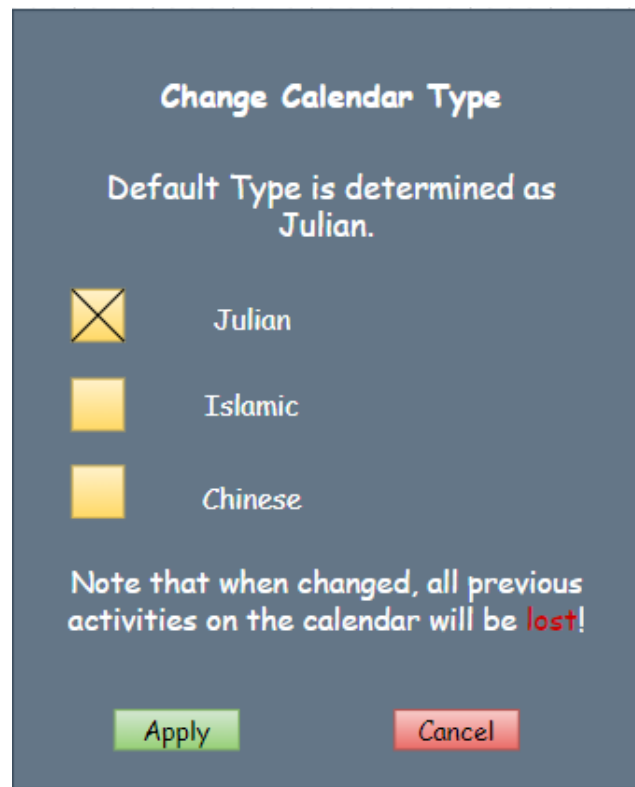 Change Calendar Type
Default Type is determined as
Julian.
Julian
Islamic
Chinese
Note that when changed, all previous
activities on the calendar will be lost!
Apply
Cancel